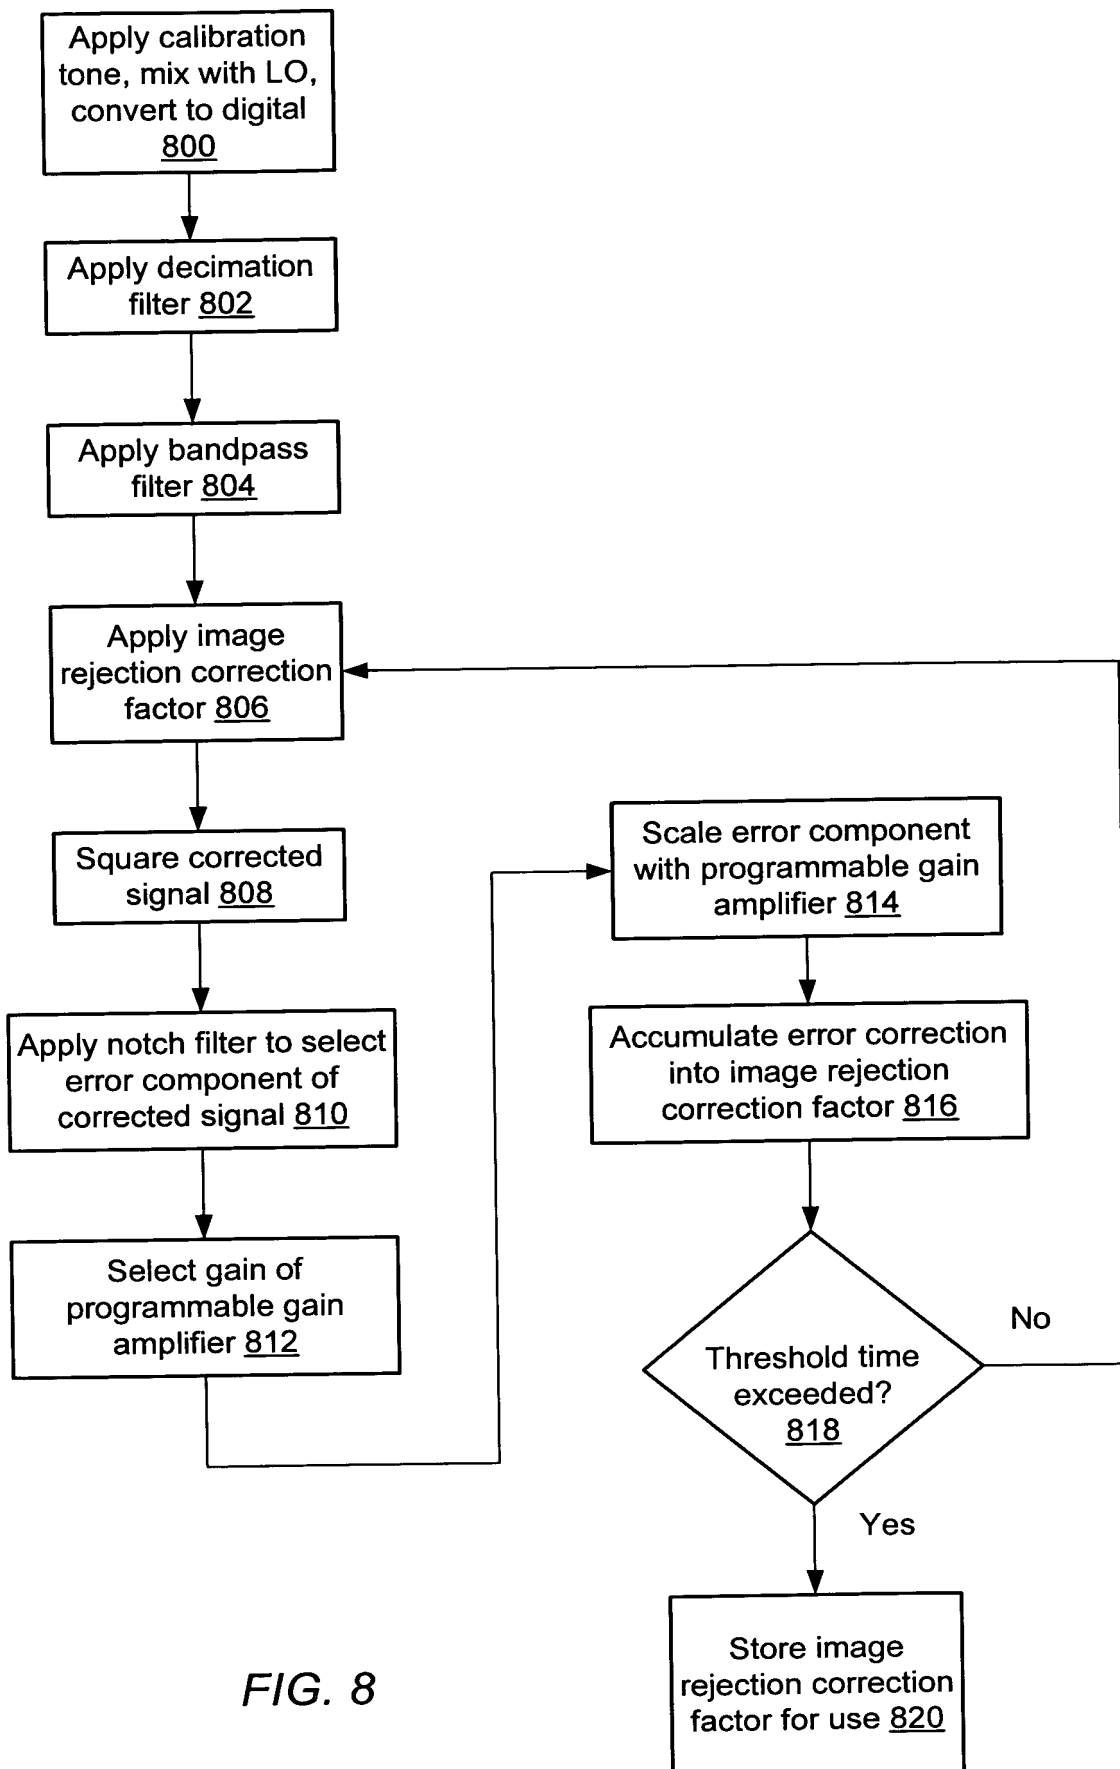 Apply calibration
tone, mix with LO,
convert to digital
800
Apply decimation
filter 802
Apply bandpass
filter 804
Apply image
rejection correction
factor 806
Square corrected
signal 808
Apply notch filter to select
error component of
corrected signal 810
Select gain of
programmable gain
amplifier 812
Scale error component
with programmable gain
amplifier 814
Accumulate error correction
into image rejection
correction factor 816
Threshold time
exceeded?
818
No
Yes
Store image
rejection correction
factor for use 820
FIG. 8